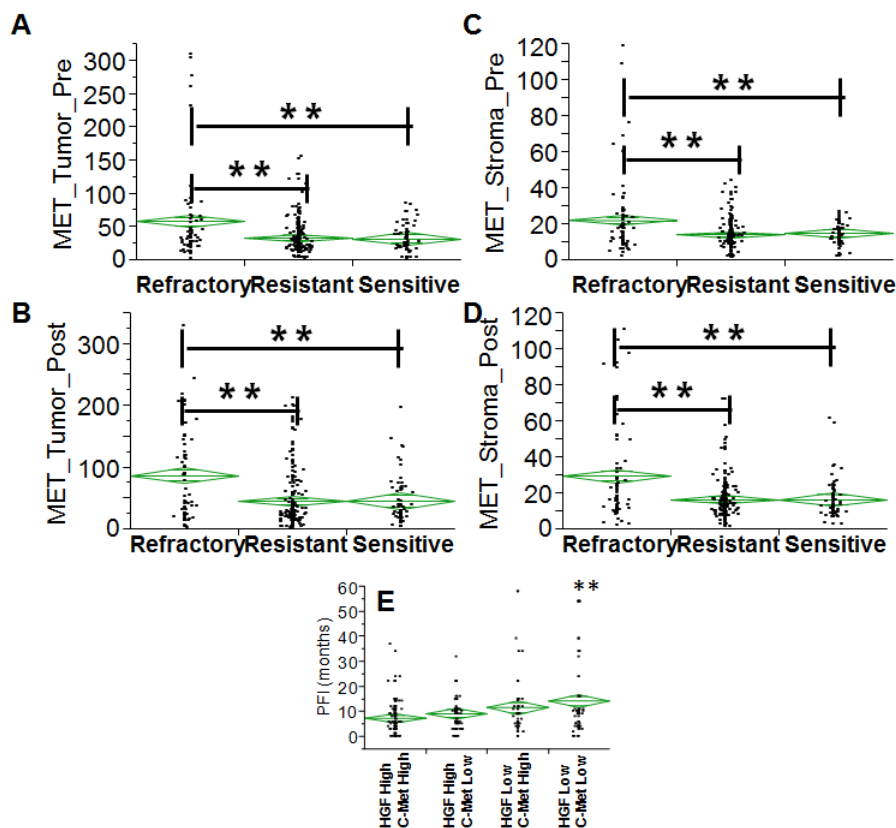 A
MET_Tumor_Pre
300
250
200
150
100
50
0
**
**
Refractory Resistant Sensitive
C
MET_Stroma_Pre
120
100
80
60
40
20
0
**
**
Refractory Resistant Sensitive
B
MET_Tumor_Post
300
200
100
0
**
**
Refractory Resistant Sensitive
D
MET_Stroma_Post
120
100
80
60
40
20
0
**
**
Refractory Resistant Sensitive
E
PFI (months)
60
50
40
30
20
10
0
**
HGF High
C-Met High
HGF High
C-Met Low
HGF Low
C-Met High
HGF Low
C-Met Low